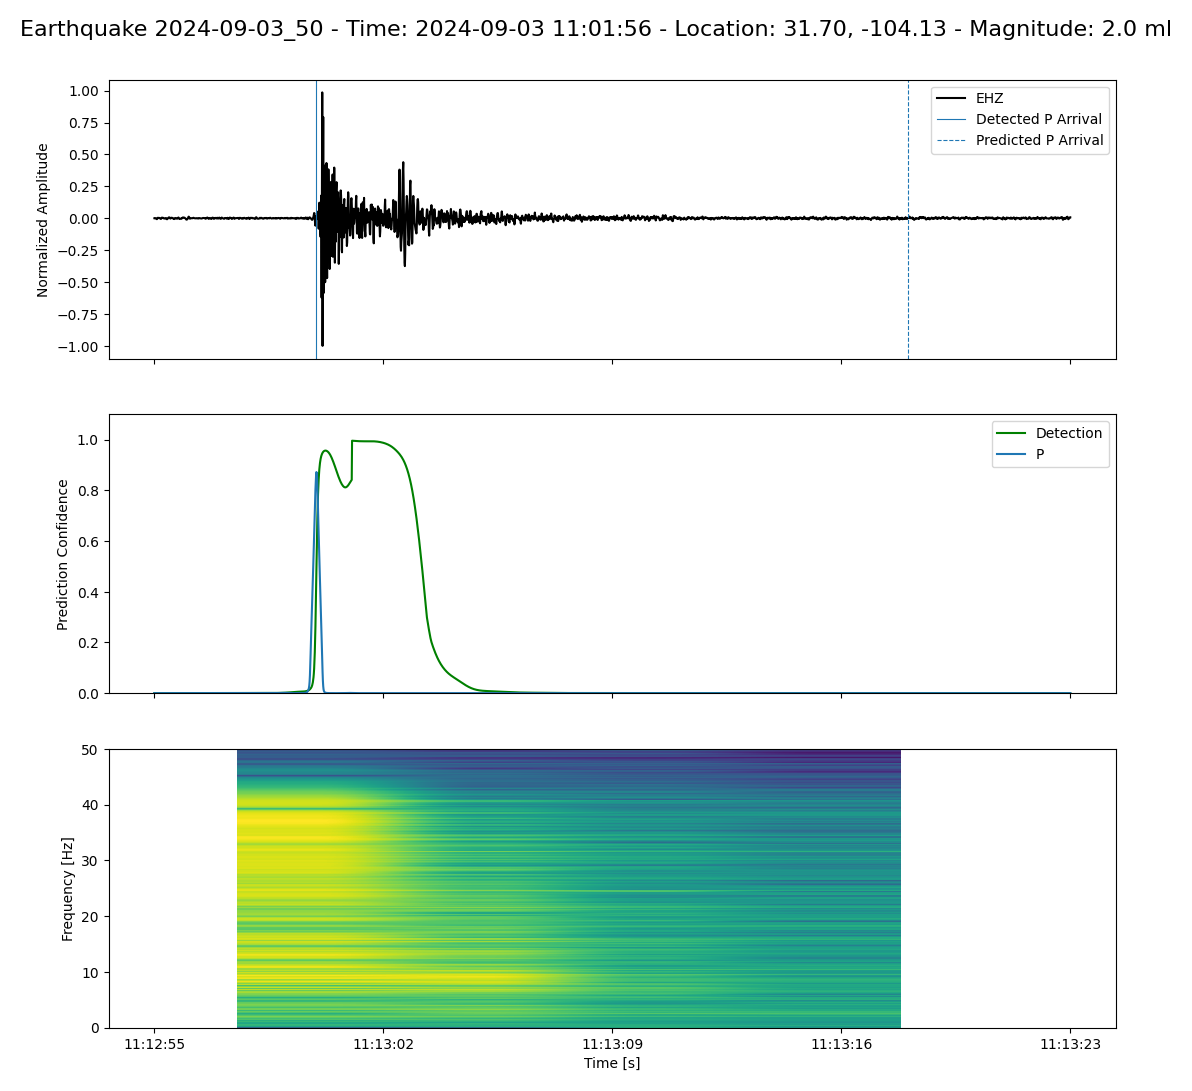 Earthquake 2024-09-03_50 - Time: 2024-09-03 11:01:56 - Location: 31.70, -104.13 - Magnitude: 2.0 ml
Normalized Amplitude
1.00
0.75
0.50
0.25
0.00
−0.25
−0.50
−0.75
−1.00
EHZ
Detected P Arrival
Predicted P Arrival
Prediction Confidence
1.0
0.8
0.6
0.4
0.2
0.0
Detection
P
Frequency [Hz]
50
40
30
20
10
0
11:12:55
11:13:02
11:13:09
11:13:16
11:13:23
Time [s]